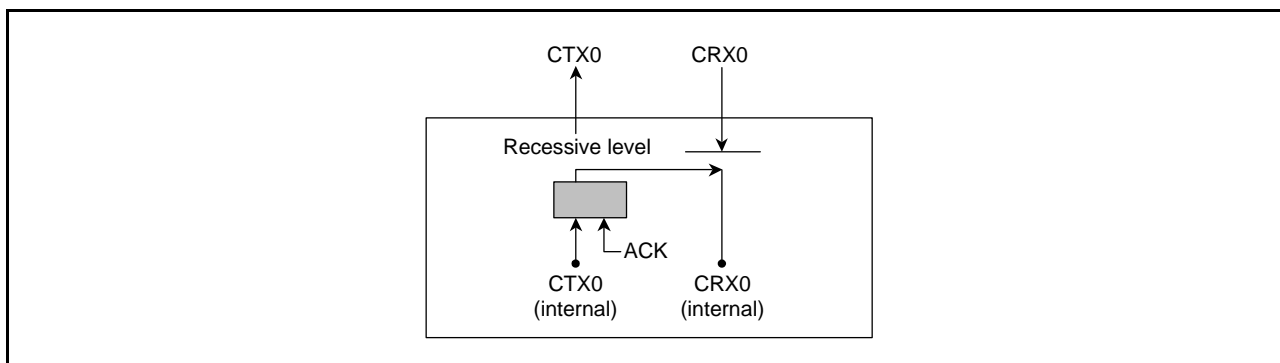 CTX0
CRX0
Recessive level
ACK
CTX0
(internal)
CRX0
(internal)